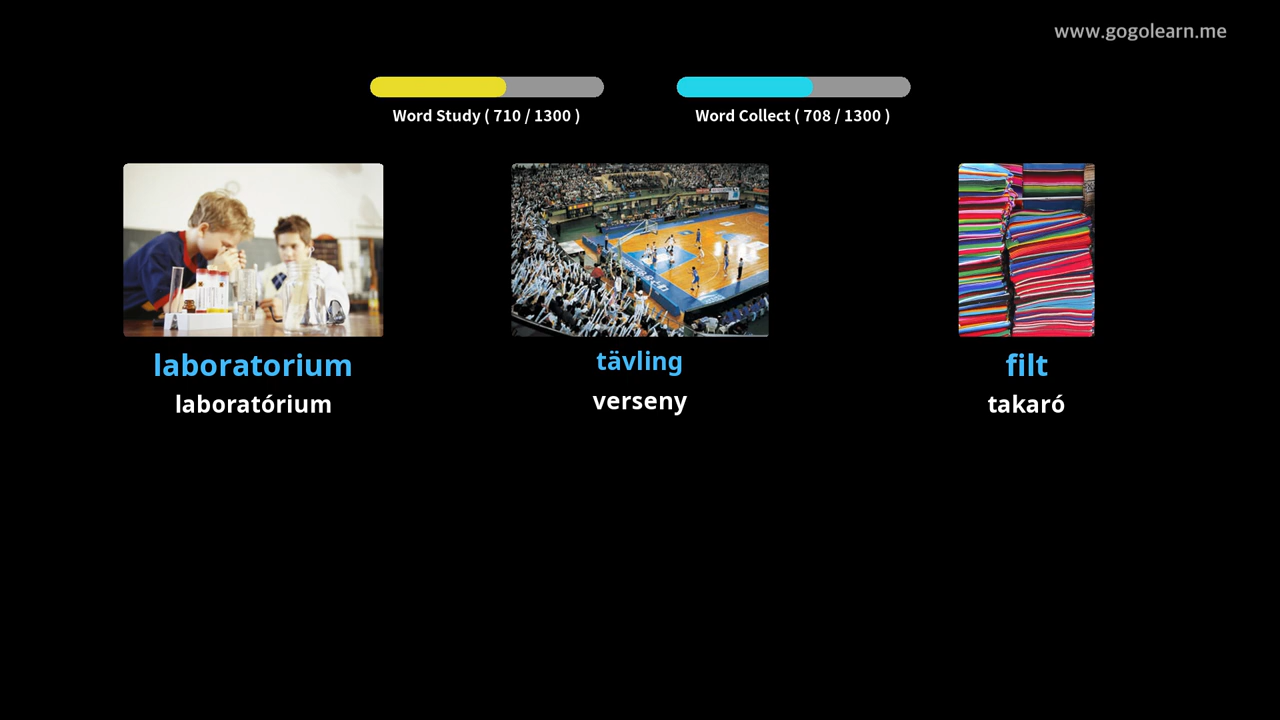 www.gogolearn.me
Word Study ( 710 / 1300 )
Word Collect ( 708 / 1300 )
laboratorium
laboratórium
tävling
verseny
filt
takaró